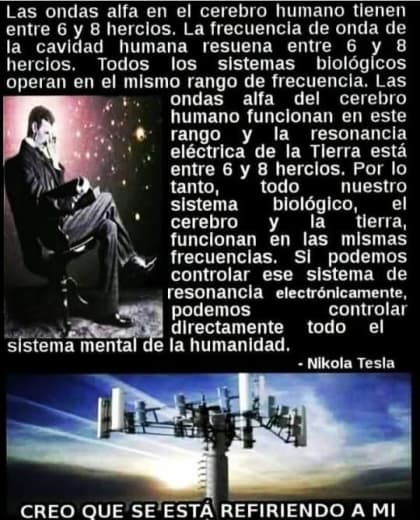 Las ondas alfa en el cerebro humano tienen
entre 6 y 8 hercios. La frecuencia de onda de
la cavidad humana resuena entre 6 y 8
hercios. Todos los sistemas biológicos
operan en el mismo rango de frecuencia. Las
ondas alfa del cerebro
humano funcionan en este
rango y la resonancia
eléctrica de la Tierra está
entre 6 y 8 hercios. Por lo
tanto, todo nuestro
sistema biológico, el
cerebro y la tierra,
funcionan en las mismas
frecuencias. Si podemos
controlar ese sistema de
resonancia electrónicamente,
podemos controlar
directamente todo el
sistema mental de la humanidad.
- Nikola Tesla
CREO QUE SE ESTÁ REFIRIENDO A MI